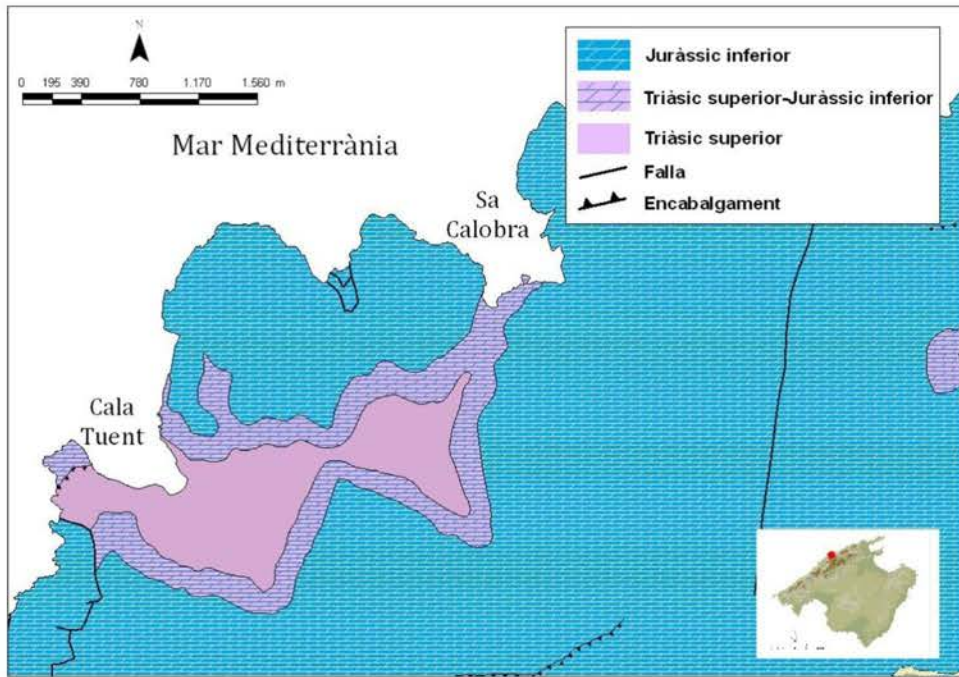 N
0 195 390 780 1.170 1.560 m
Mar Mediterrània
Sa
Calobra
Cala
Tuent
Juràssic inferior
Triàsic superior-Juràssic inferior
Triàsic superior
Falla
Encabalgament